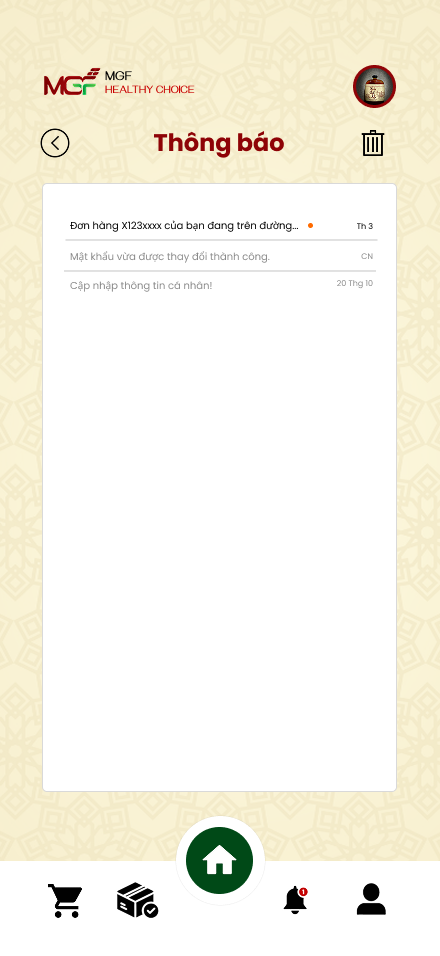 MGF
MGF
HEALTHY CHOICE
Thông báo
Đơn hàng X123xxxx của bạn đang trên đường...
Th 3
Mật khẩu vừa được thay đổi thành công.
CN
Cập nhập thông tin cá nhân!
20 Thg 10
1